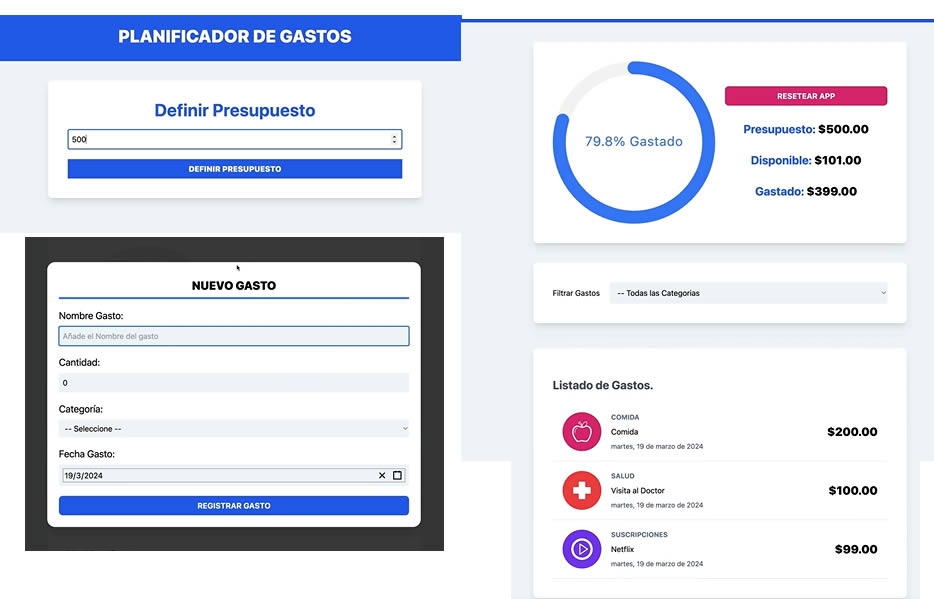 PLANIFICADOR DE GASTOS
Definir Presupuesto
500
DEFINIR PRESUPUESTO
NUEVO GASTO
Nombre Gasto:
Añade el Nombre del gasto
Cantidad:
0
Categoría:
-- Seleccione --
Fecha Gasto:
19/3/2024
REGISTRAR GASTO
79.8% Gastado
RESETEAR APP
Presupuesto: $500.00
Disponible: $101.00
Gastado: $399.00
Filtrar Gastos
-- Todas las Categorias
Listado de Gastos.
COMIDA
Comida
martes, 19 de marzo de 2024
$200.00
SALUD
Visita al Doctor
martes, 19 de marzo de 2024
$100.00
SUSCRIPCIONES
Netflix
martes, 19 de marzo de 2024
$99.00